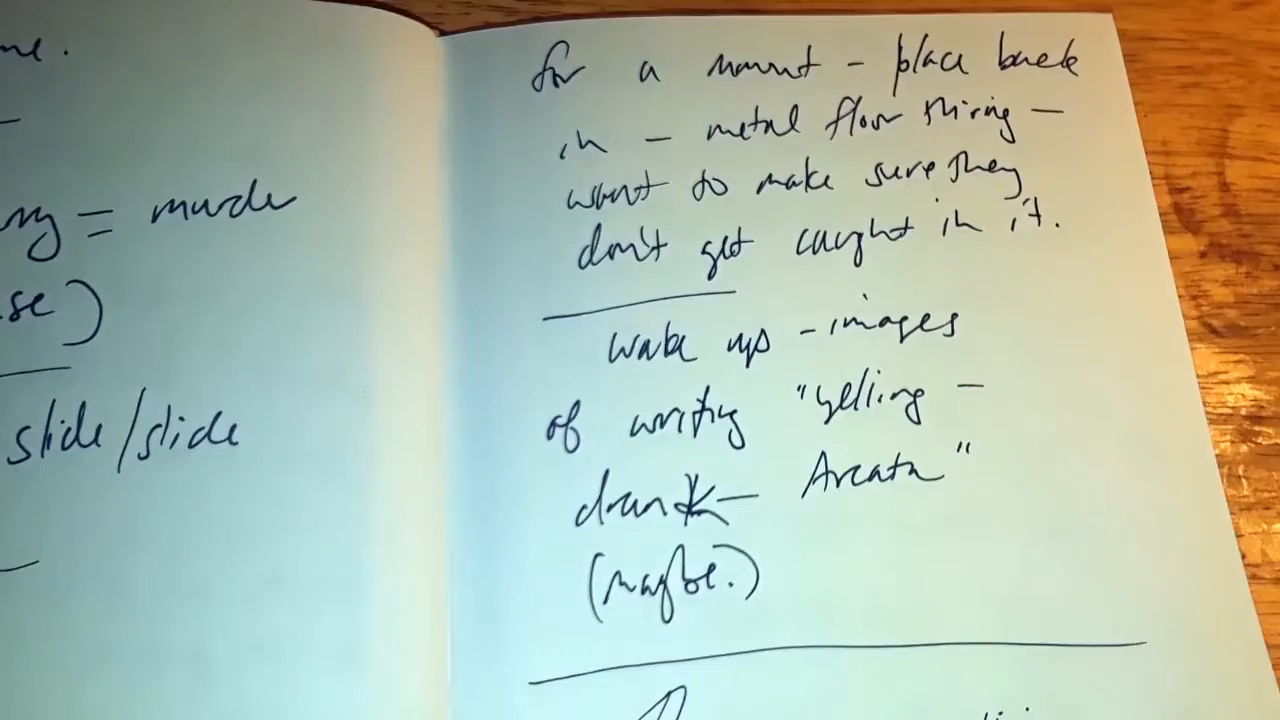 me.
= murder
se)
slide/slide
for a moment - place back
in - metal floor thing -
want to make sure they
don't get caught in it.
wake up - images
of writing "yelling -
drunk - Arcata"
(maybe?)